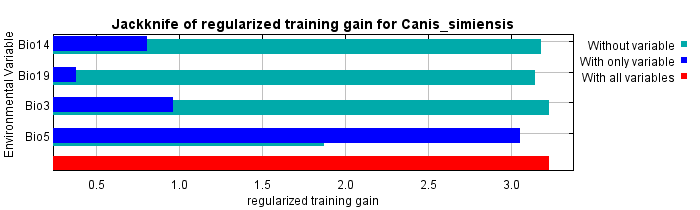 Jackknife of regularized training gain for Canis_simiensis
Environmental Variable
Bio14
Bio19
Bio3
Bio5
0.5 1.0 1.5 2.0 2.5 3.0
regularized training gain
Without variable
With only variable
With all variables